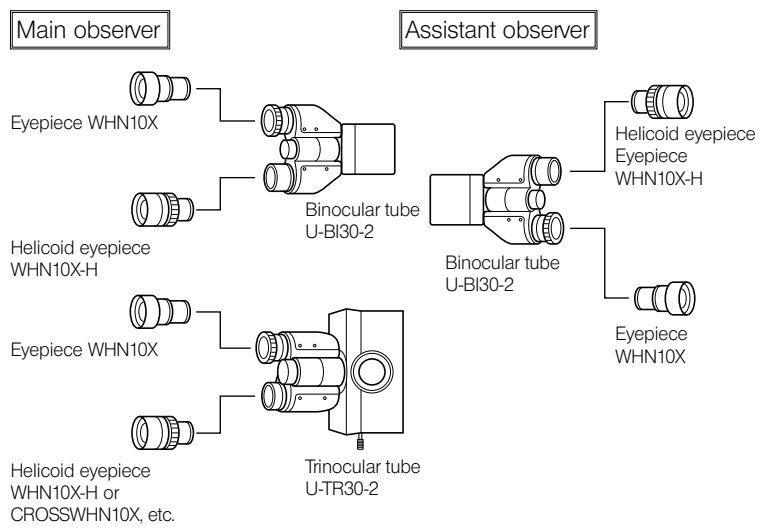 Main observer
Assistant observer
Eyepiece WHN10X
Helicoid eyepiece
WHN10X-H
Binocular tube
U-BI30-2
Helicoid eyepiece
Eyepiece
WHN10X-H
Binocular tube
U-BI30-2
Eyepiece
WHN10X
Eyepiece WHN10X
Helicoid eyepiece
WHN10X-H or
CROSSWHN10X, etc.
Trinocular tube
U-TR30-2